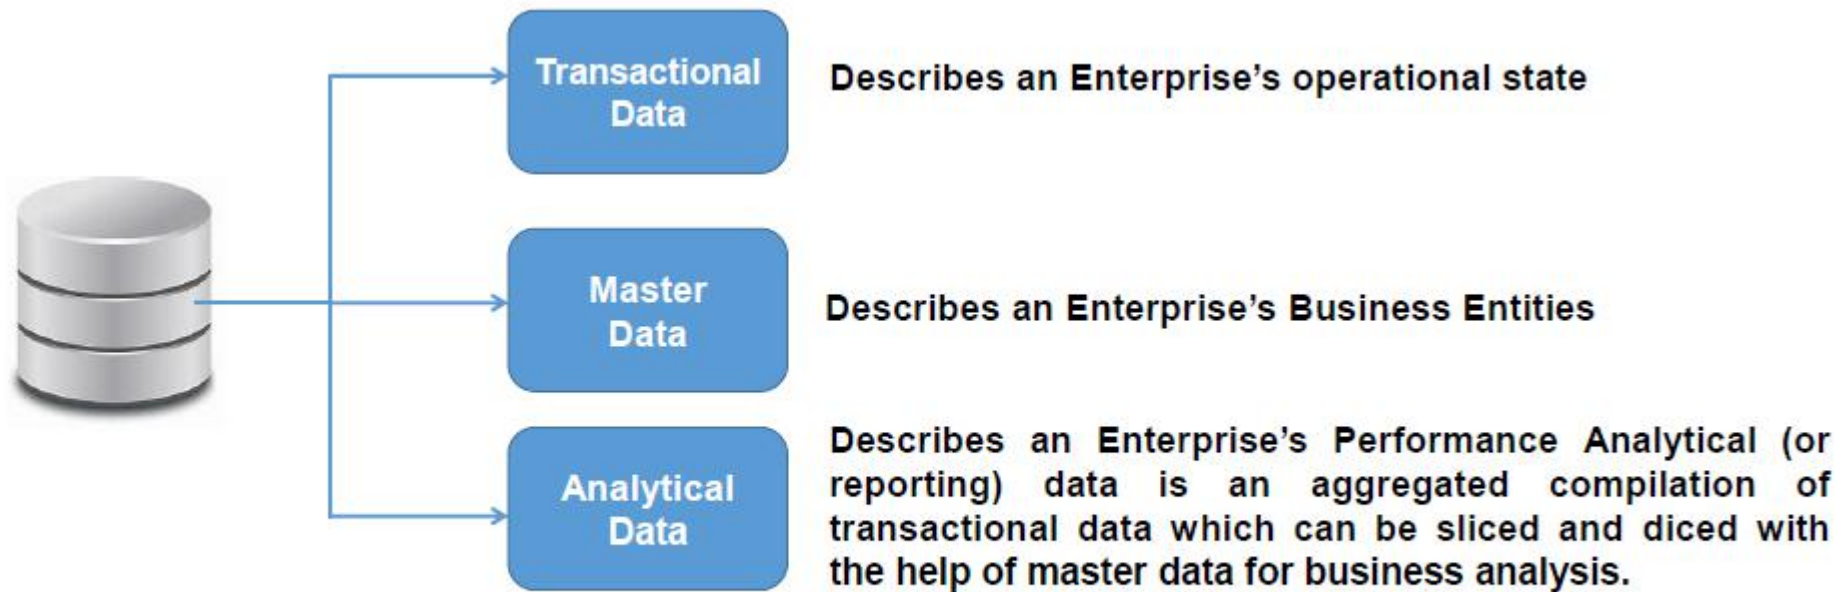 Transactional
Data
Describes an Enterprise’s operational state
Master
Data
Describes an Enterprise’s Business Entities
Analytical
Data
Describes an Enterprise’s Performance Analytical (or
reporting) data is an aggregated compilation of
transactional data which can be sliced and diced with
the help of master data for business analysis.